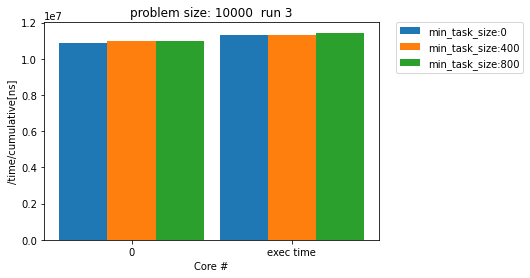 problem size: 10000  run 3
1e7
1.2
1.0
0.8
0.6
0.4
0.2
0.0
/time/cumulative[ns]
0
exec time
Core #
min_task_size:0
min_task_size:400
min_task_size:800